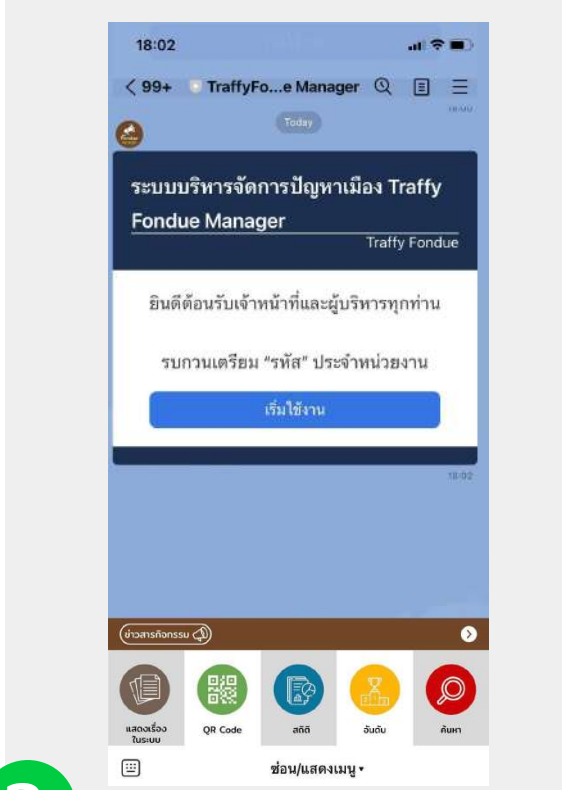 18:02
99+ TraffyFo...e Manager
18:00
Today
ระบบบริหารจัดการปัญหาเมือง Traffy
Fondue Manager
Traffy Fondue
ยินดีต้อนรับเจ้าหน้าที่และผู้บริหารทุกท่าน
รบกวนเตรียม “รหัส” ประจำหน่วยงาน
เริ่มใช้งาน
18:02
ข่าวสารกิจกรรม
แสดงเรื่อง
ในระบบ
QR Code
สถิติ
อันดับ
ค้นหา
ซ่อน/แสดงเมนู